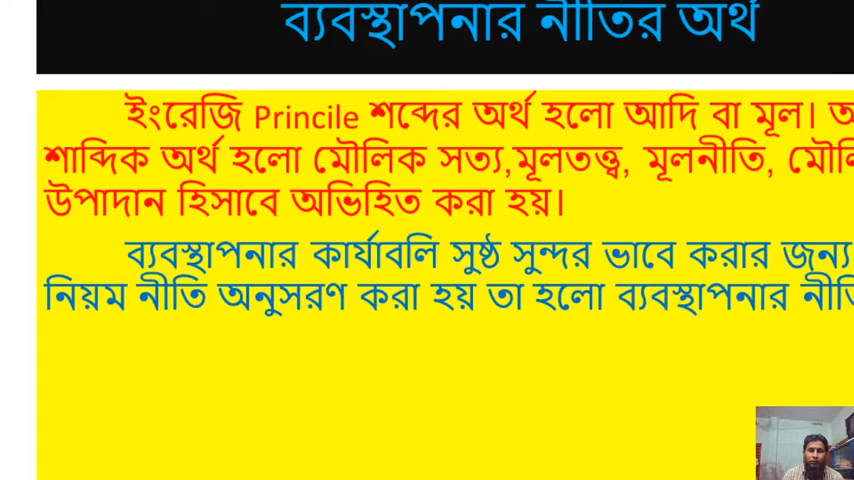 ব্যবস্থাপনার নীতির অর্থ
ইংরেজি Princile শব্দের অর্থ হলো আদি বা মূল।
শাব্দিক অর্থ হলো মৌলিক সত্য,মূলতত্ত্ব, মূলনীতি,
উপাদান হিসাবে অভিহিত করা হয়।
ব্যবস্থাপনার কার্যাবলি সুষ্ঠ সুন্দর ভাবে করার জন্য
নিয়ম নীতি অনুসরণ করা হয় তা হলো ব্যবস্থাপনার